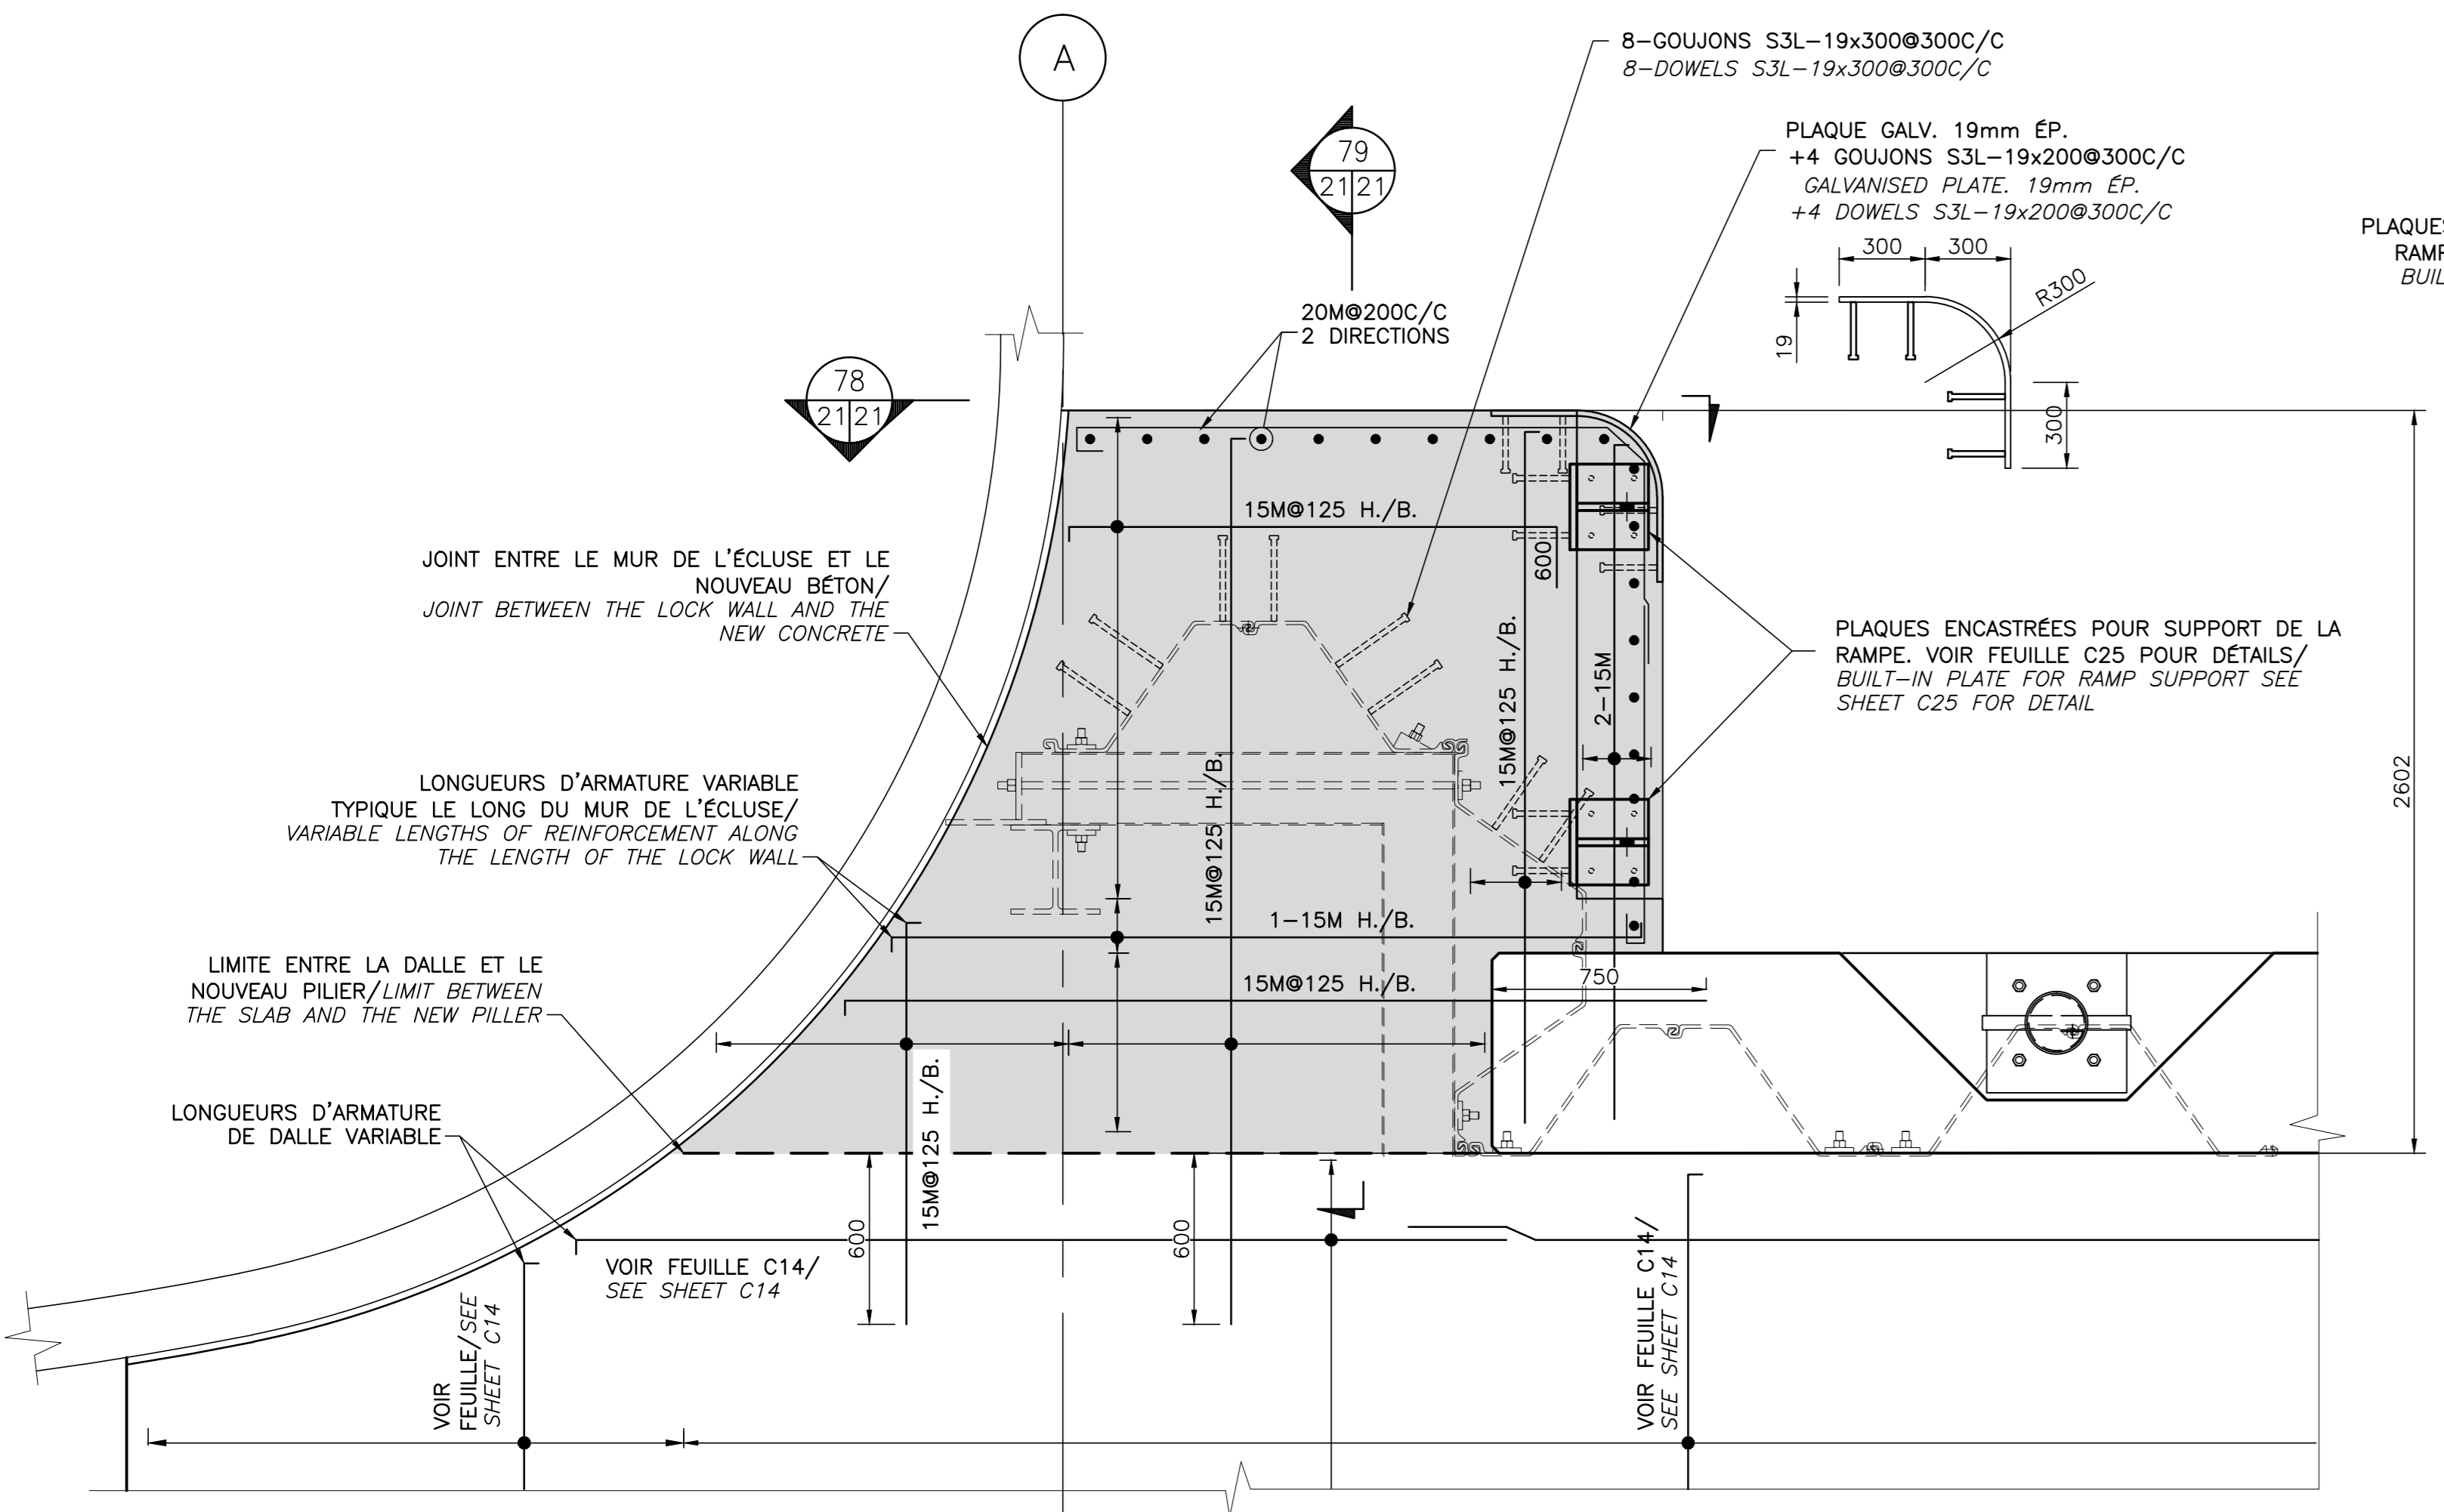 A
8-GOUJONS S3L-19x300@300C/C
8-DOWELS S3L-19x300@300C/C
79
21 21
PLAQUE GALV. 19mm ÉP.
+4 GOUJONS S3L-19x200@300C/C
GALVANISED PLATE. 19mm ÉP.
+4 DOWELS S3L-19x200@300C/C
300
300
R300
19
300
20M@200C/C
2 DIRECTIONS
78
21 21
15M@125 H./B.
600
JOINT ENTRE LE MUR DE L'ÉCLUSE ET LE
NOUVEAU BÉTON/
JOINT BETWEEN THE LOCK WALL AND THE
NEW CONCRETE
15M@125 H./B.
2-15M
PLAQUES ENCASTRÉES POUR SUPPORT DE LA
RAMPE. VOIR FEUILLE C25 POUR DÉTAILS/
BUILT-IN PLATE FOR RAMP SUPPORT SEE
SHEET C25 FOR DETAIL
2602
LONGUEURS D'ARMATURE VARIABLE
TYPIQUE LE LONG DU MUR DE L'ÉCLUSE/
VARIABLE LENGTHS OF REINFORCEMENT ALONG
THE LENGTH OF THE LOCK WALL
15M@125 H./B.
1-15M H./B.
LIMITE ENTRE LA DALLE ET LE
NOUVEAU PILIER/LIMIT BETWEEN
THE SLAB AND THE NEW PILLER
15M@125 H./B.
750
LONGUEURS D'ARMATURE
DE DALLE VARIABLE
15M@125 H./B.
600
600
VOIR FEUILLE C14/
SEE SHEET C14
VOIR
FEUILLE/SEE
SHEET C14
VOIR FEUILLE C14/
SEE SHEET C14